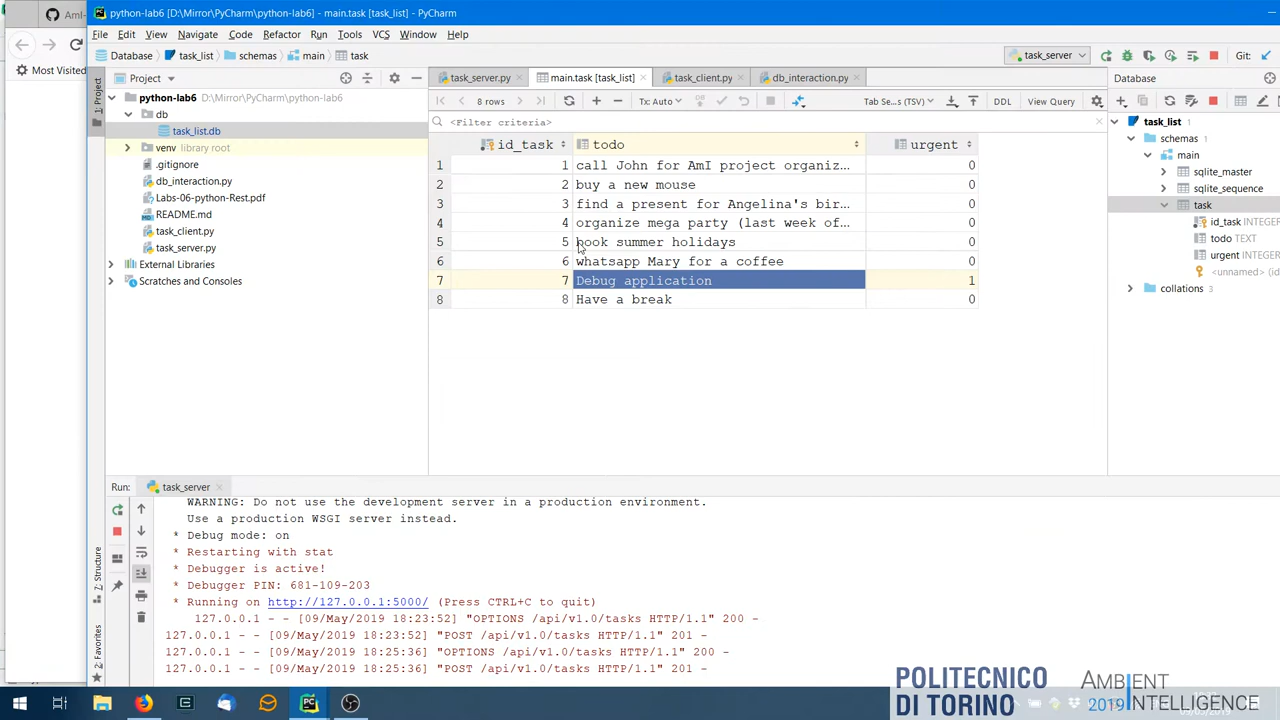 AmI-
python-lab6 [D:\Mirror\PyCharm\python-lab6] - main.task [task_list] - PyCharm
File Edit View Navigate Code Refactor Run Tools VCS Window Help
Database task_list schemas main task
task_server
Git:
Most Visited
1: Project
Project
task_server.py
main.task [task_list]
task_client.py
db_interaction.py
Database
python-lab6 D:\Mirror\PyCharm\python-lab6
db
task_list.db
venv library root
.gitignore
db_interaction.py
Labs-06-python-Rest.pdf
README.md
task_client.py
task_server.py
External Libraries
Scratches and Consoles
8 rows
Tx: Auto
Tab Se...(TSV)
DDL
View Query
<Filter criteria>
id_task todo urgent
1 1 call John for AmI project organiz... 0
2 2 buy a new mouse 0
3 3 find a present for Angelina's bir... 0
4 4 organize mega party (last week of... 0
5 5 book summer holidays 0
6 6 whatsapp Mary for a coffee 0
7 7 Debug application 1
8 8 Have a break 0
task_list 1
schemas 1
main
sqlite_master
sqlite_sequence
task
id_task INTEGER
todo TEXT
urgent INTEGER
<unnamed> (id
collations 3
Run: task_server
WARNING: Do not use the development server in a production environment.
Use a production WSGI server instead.
* Debug mode: on
* Restarting with stat
* Debugger is active!
* Debugger PIN: 681-109-203
* Running on http://127.0.0.1:5000/ (Press CTRL+C to quit)
127.0.0.1 - - [09/May/2019 18:23:52] "OPTIONS /api/v1.0/tasks HTTP/1.1" 200 -
127.0.0.1 - - [09/May/2019 18:23:52] "POST /api/v1.0/tasks HTTP/1.1" 201 -
127.0.0.1 - - [09/May/2019 18:25:36] "OPTIONS /api/v1.0/tasks HTTP/1.1" 200 -
127.0.0.1 - - [09/May/2019 18:25:36] "POST /api/v1.0/tasks HTTP/1.1" 201 -
7: Structure
2: Favorites
POLITECNICO
DI TORINO
AMBIENT
2019 INTELLIGENCE